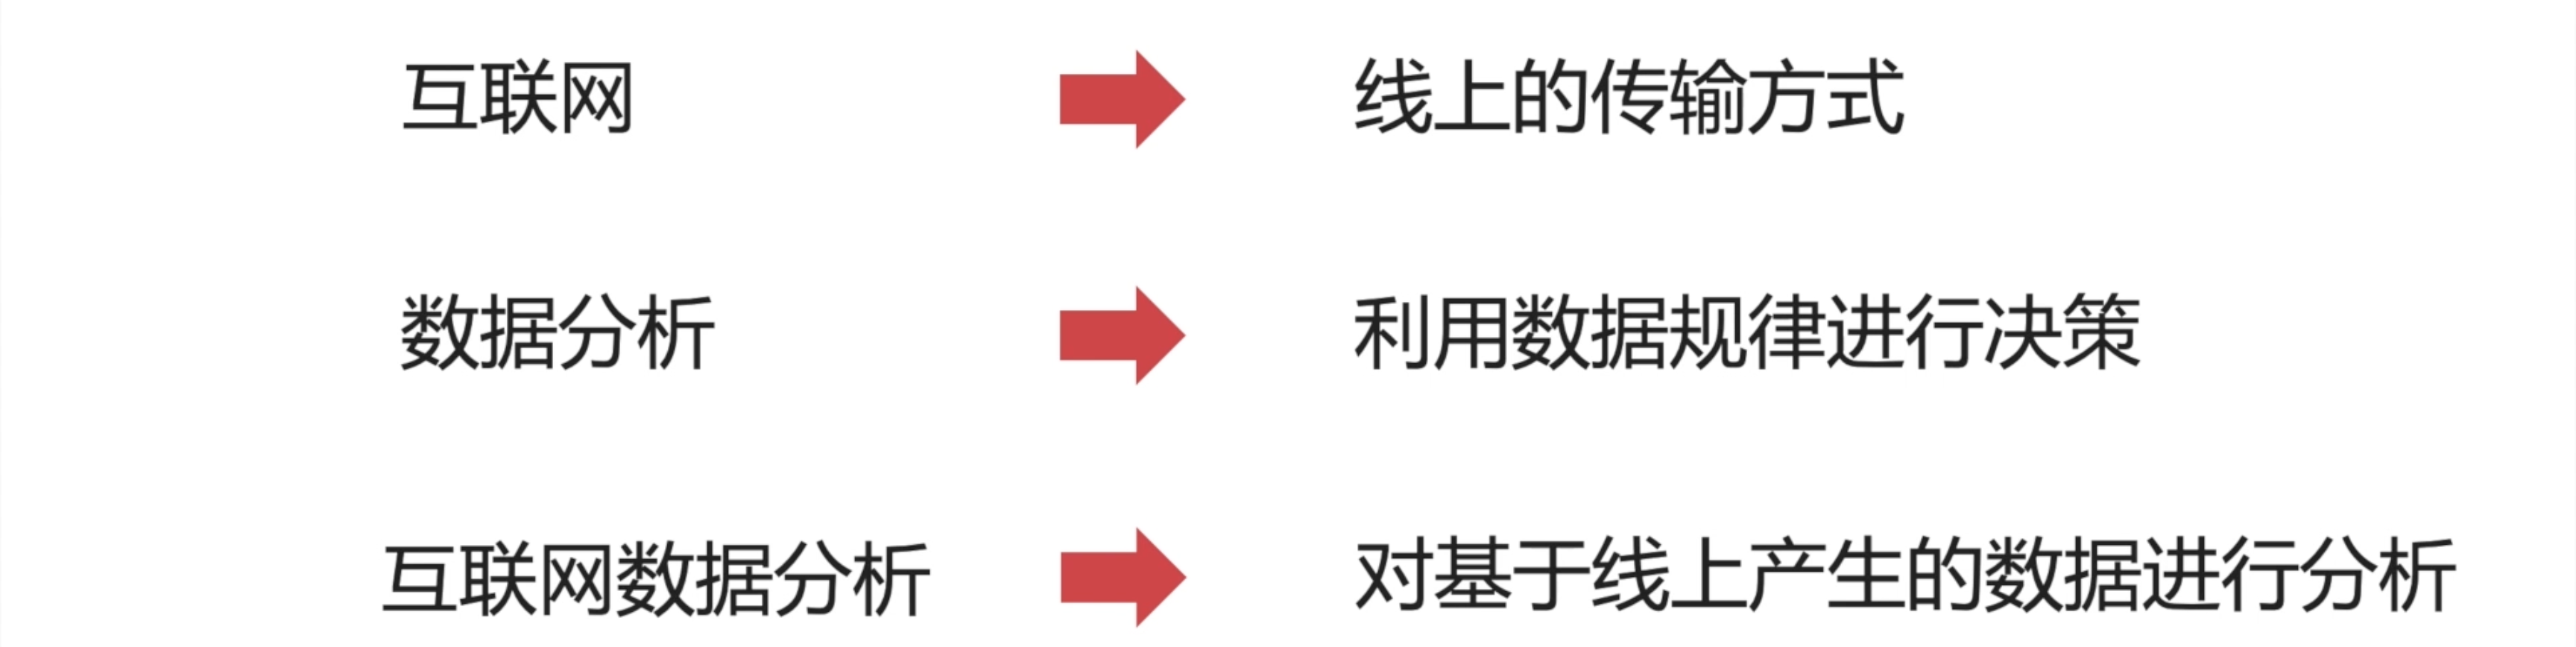 互联网 线上的传输方式
数据分析 利用数据规律进行决策
互联网数据分析 对基于线上产生的数据进行分析